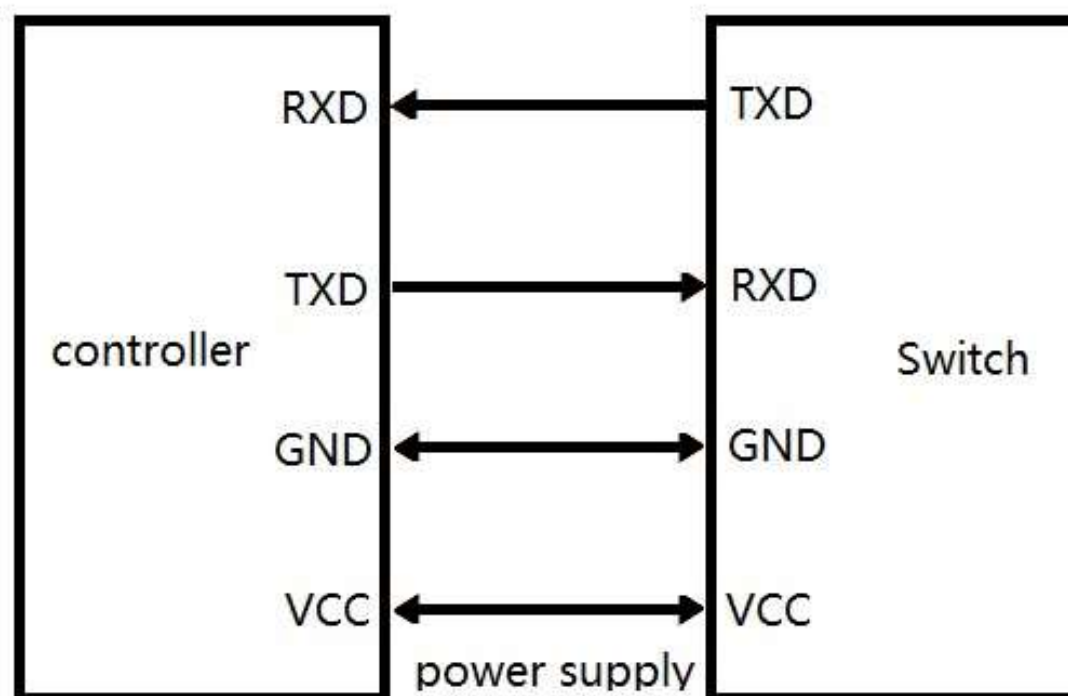 RXD TXD
TXD RXD
controller Switch
GND GND
VCC VCC
power supply